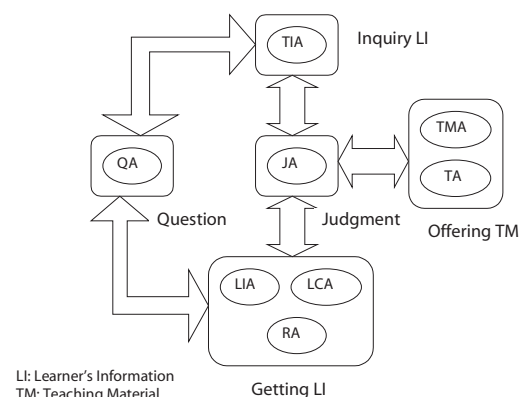 TIA
Inquiry LI
TMA
QA
JA
TA
Question
Judgment
Offering TM
LIA
LCA
RA
LI: Learner's Information
TM: Teaching Material
Getting LI